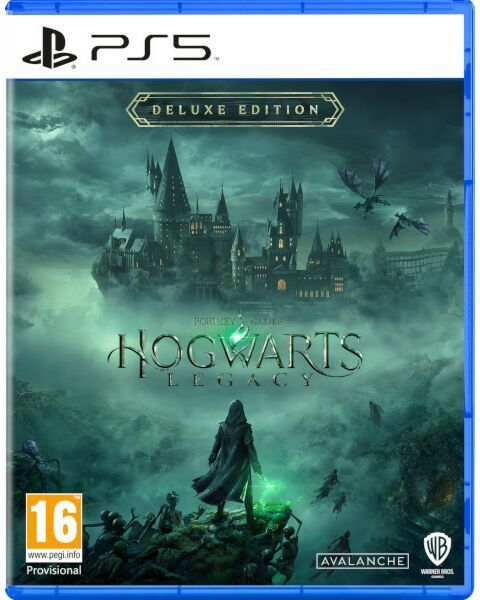 PS5
DELUXE EDITION
PORTKEY GAMES
HOGWARTS
LEGACY
16
www.pegi.info
Provisional
AVALANCHE
WB
WARNER BROS.
GAMES